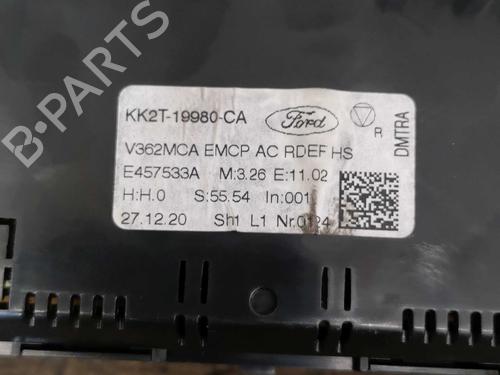 KK2T-19980-CA Ford R
V362MCA EMCP AC RDEF HS
E457533A M:3.26 E:11.02
H:H.0 S:55.54 In:001
27.12.20 Sh1 L1 Nr.0124
DMTRA
B-PARTS